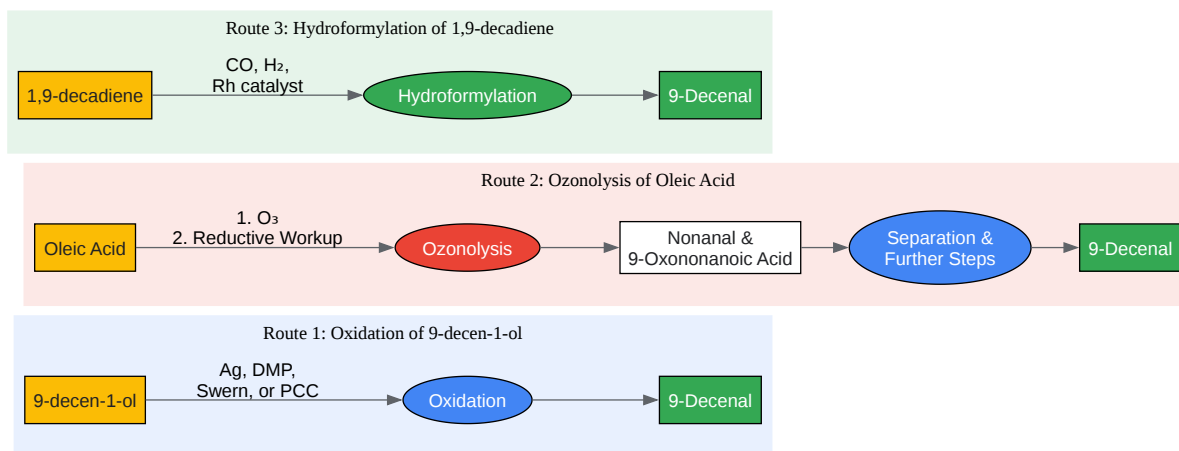 Route 3: Hydroformylation of 1,9-decadiene
1,9-decadiene
CO, H₂,
Rh catalyst
Hydroformylation
9-Decenal
Route 2: Ozonolysis of Oleic Acid
Oleic Acid
1. O₃
2. Reductive Workup
Ozonolysis
Nonanal &
9-Oxononanoic Acid
Separation &
Further Steps
9-Decenal
Route 1: Oxidation of 9-decen-1-ol
9-decen-1-ol
Ag, DMP,
Swern, or PCC
Oxidation
9-Decenal